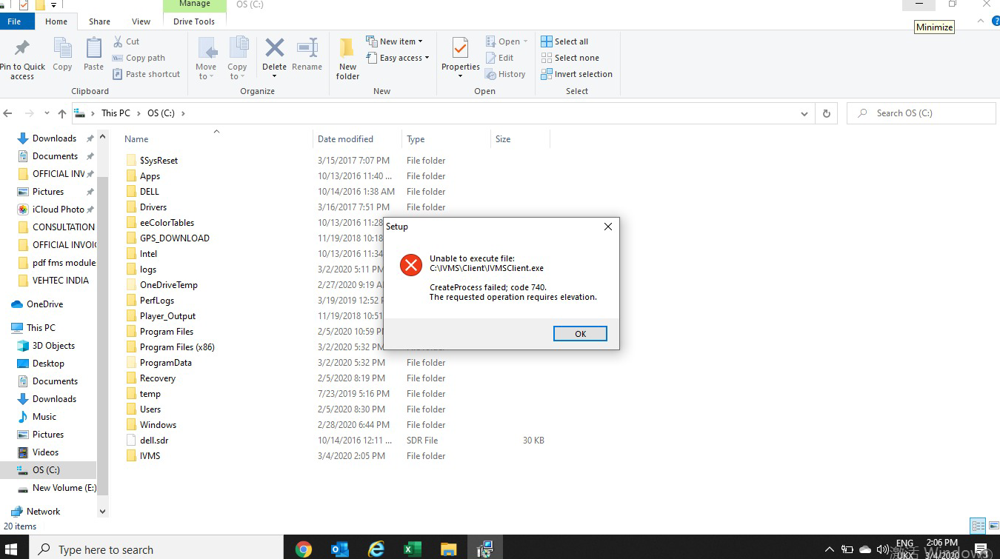 Manage
OS (C:)
File
Home
Share
View
Drive Tools
Minimize
Pin to Quick access
Copy
Paste
Cut
Copy path
Paste shortcut
Move to
Copy to
Delete
Rename
New folder
New item
Easy access
Properties
Open
Edit
History
Select all
Select none
Invert selection
Clipboard
Organize
New
Open
Select
This PC > OS (C:) >
Search OS (C:)
Downloads
Documents
OFFICIAL INV
Pictures
iCloud Photo
CONSULTATION
OFFICIAL INVOI
pdf fms module
VEHTEC INDIA
OneDrive
This PC
3D Objects
Desktop
Documents
Downloads
Music
Pictures
Videos
OS (C:)
New Volume (E:)
Network
Name Date modified Type Size
$SysReset 3/15/2017 7:07 PM File folder
Apps 10/13/2016 11:40 ... File folder
DELL 10/14/2016 1:38 AM File folder
Drivers 3/16/2017 7:51 PM File folder
eeColorTables 10/13/2016 11:28
GPS_DOWNLOAD 11/19/2018 10:18
Intel 10/13/2016 11:34
logs 3/2/2020 5:11 PM
OneDriveTemp 2/27/2020 9:19 A
PerfLogs 3/19/2019 12:52 P
Player_Output 11/19/2018 10:51
Program Files 2/5/2020 10:59 P
Program Files (x86) 3/2/2020 5:32 PM File folder
ProgramData 3/2/2020 5:32 PM File folder
Recovery 2/5/2020 8:19 PM File folder
temp 7/23/2019 5:16 PM File folder
Users 2/5/2020 8:30 PM File folder
Windows 2/28/2020 6:44 PM File folder
dell.sdr 10/14/2016 12:11 ... SDR File 30 KB
IVMS 3/4/2020 2:05 PM File folder
Setup
Unable to execute file:
C:\IVMS\Client\IVMSClient.exe
CreateProcess failed; code 740.
The requested operation requires elevation.
OK
20 items
Type here to search
ENG
UKX
2:06 PM
3/4/2020
激活 Windows